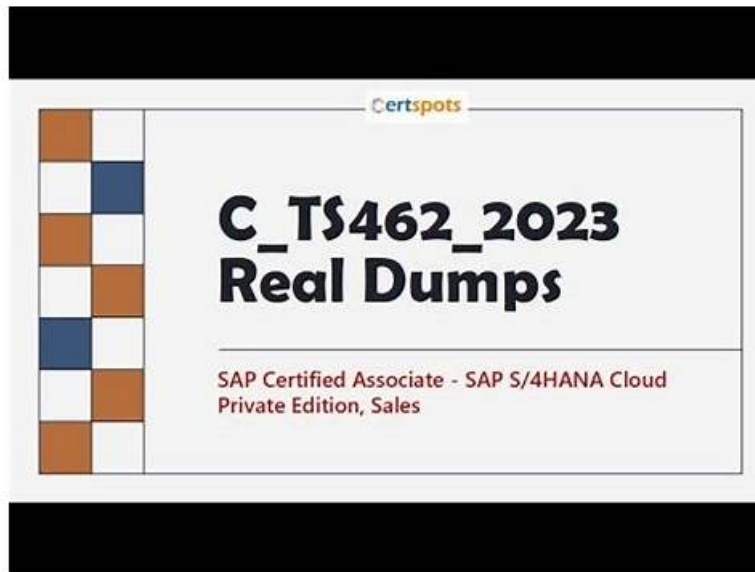 Certspots
C_TS462_2023
Real Dumps
SAP Certified Associate - SAP S/4HANA Cloud
Private Edition, Sales